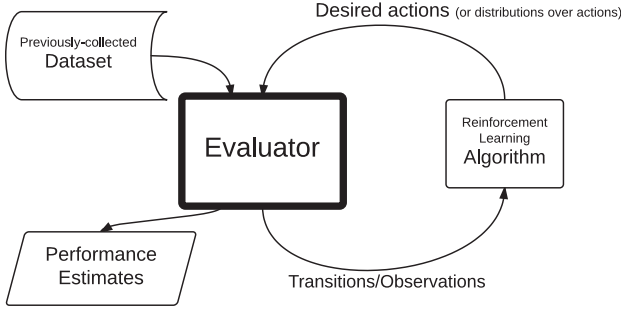 Desired actions (or distributions over actions)
Previously-collected
Dataset
Evaluator
Reinforcement
Learning
Algorithm
Performance
Estimates
Transitions/Observations